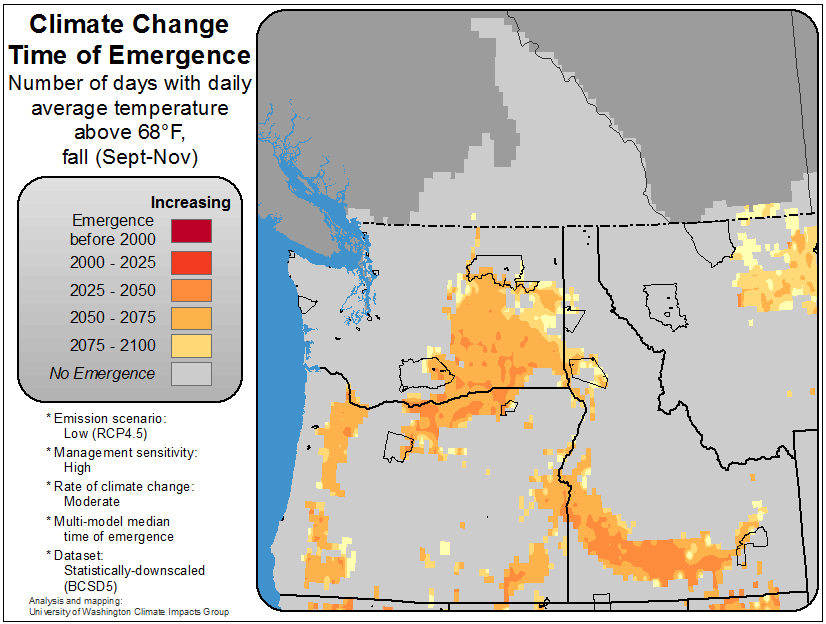 Climate Change
Time of Emergence
Number of days with daily
average temperature
above 68°F,
fall (Sept-Nov)
Increasing
Emergence
before 2000
2000 - 2025
2025 - 2050
2050 - 2075
2075 - 2100
No Emergence
* Emission scenario:
Low (RCP4.5)
* Management sensitivity:
High
* Rate of climate change:
Moderate
* Multi-model median
time of emergence
* Dataset:
Statistically-downscaled
(BCSD5)
Analysis and mapping:
University of Washington Climate Impacts Group